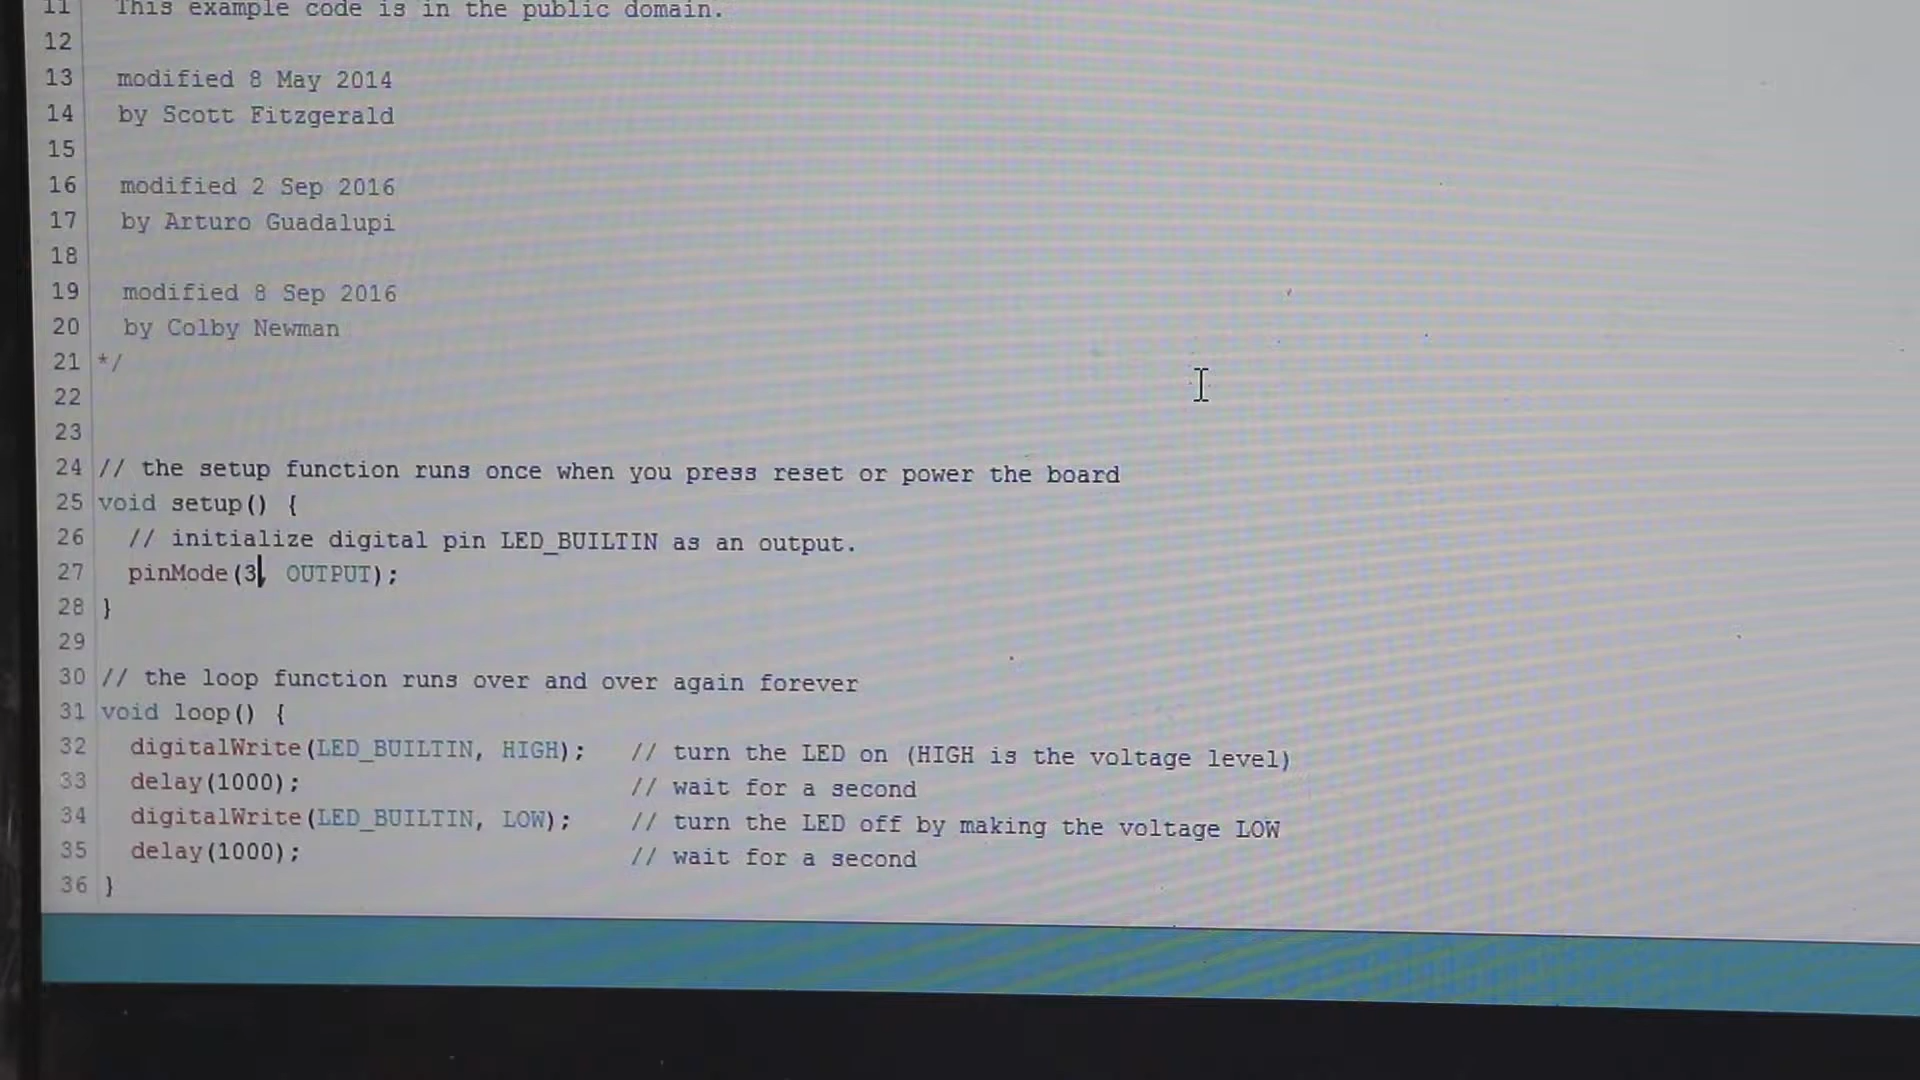 11 This example code is in the public domain.
12
13 modified 8 May 2014
14 by Scott Fitzgerald
15
16 modified 2 Sep 2016
17 by Arturo Guadalupi
18
19 modified 8 Sep 2016
20 by Colby Newman
21 */
22
23
24 // the setup function runs once when you press reset or power the board
25 void setup() {
26 // initialize digital pin LED_BUILTIN as an output.
27 pinMode(3, OUTPUT);
28 }
29
30 // the loop function runs over and over again forever
31 void loop() {
32 digitalWrite(LED_BUILTIN, HIGH); // turn the LED on (HIGH is the voltage level)
33 delay(1000); // wait for a second
34 digitalWrite(LED_BUILTIN, LOW); // turn the LED off by making the voltage LOW
35 delay(1000); // wait for a second
36 }